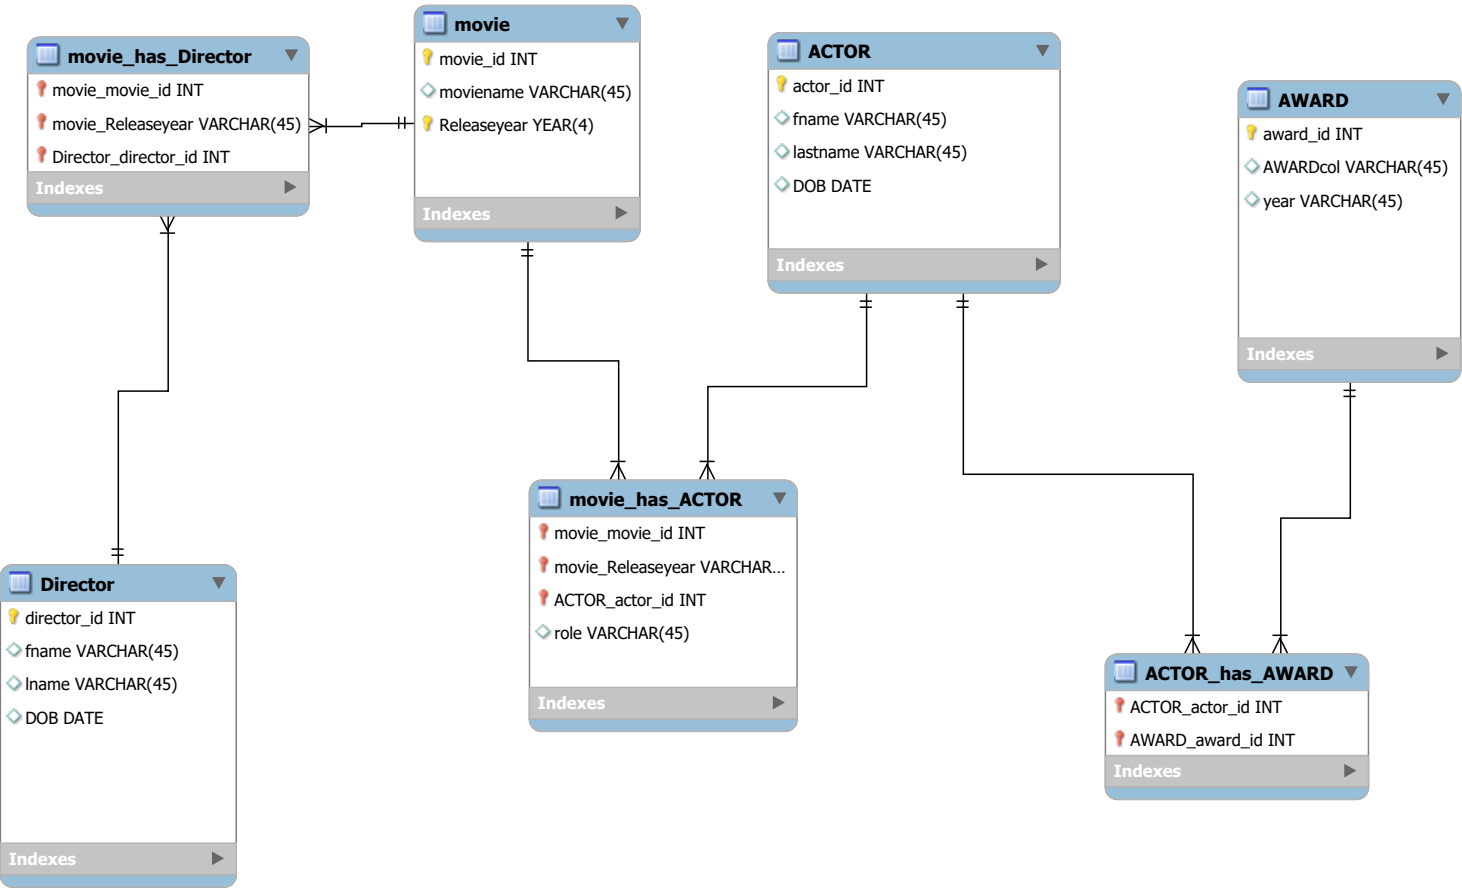 movie_has_Director
movie_movie_id INT
movie_Releaseyear VARCHAR(45)
Director_director_id INT
Indexes
movie
movie_id INT
moviename VARCHAR(45)
Releaseyear YEAR(4)
Indexes
ACTOR
actor_id INT
fname VARCHAR(45)
lastname VARCHAR(45)
DOB DATE
Indexes
AWARD
award_id INT
AWARDcol VARCHAR(45)
year VARCHAR(45)
Indexes
Director
director_id INT
fname VARCHAR(45)
lname VARCHAR(45)
DOB DATE
Indexes
movie_has_ACTOR
movie_movie_id INT
movie_Releaseyear VARCHAR...
ACTOR_actor_id INT
role VARCHAR(45)
Indexes
ACTOR_has_AWARD
ACTOR_actor_id INT
AWARD_award_id INT
Indexes